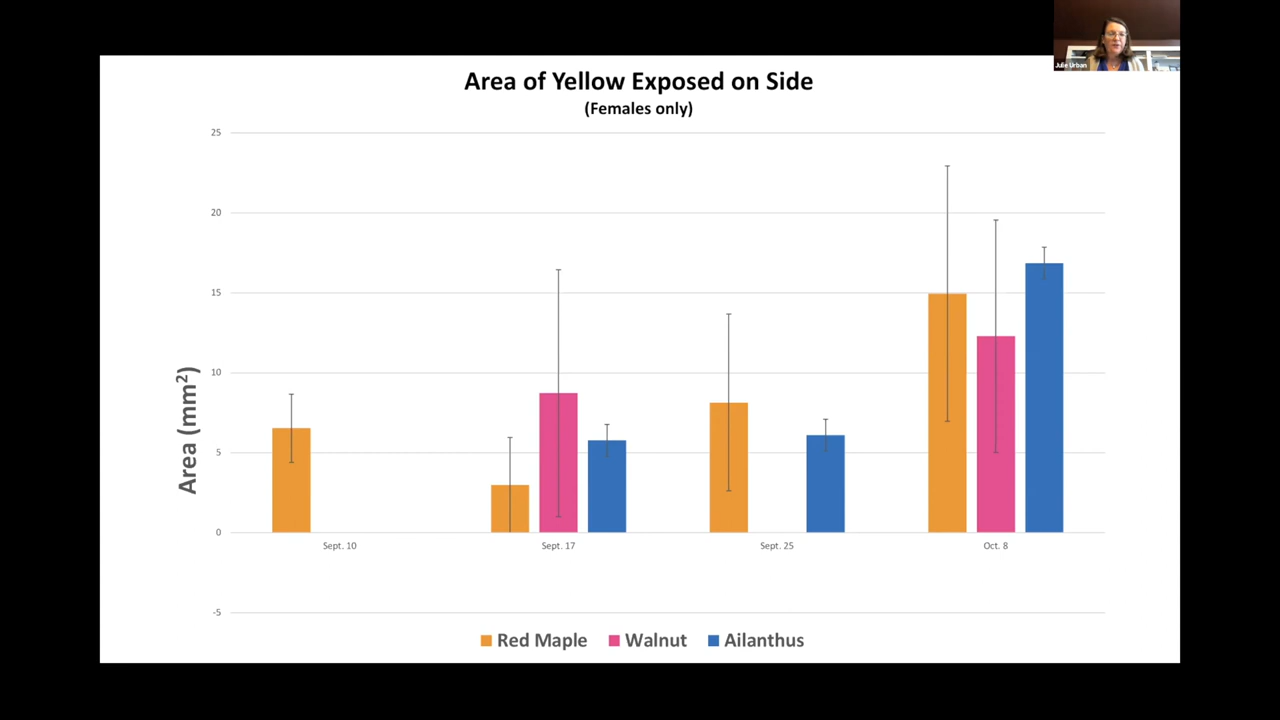 Julie Urban
Area of Yellow Exposed on Side
(Females only)
25
20
15
10
5
0
-5
Area (mm²)
Sept. 10 Sept. 17 Sept. 25 Oct. 8
Red Maple Walnut Ailanthus